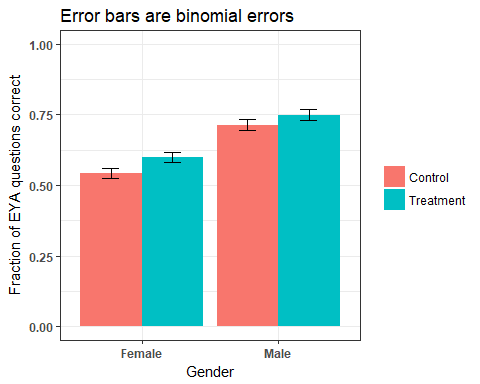 Error bars are binomial errors
Fraction of EYA questions correct
1.00
0.75
0.50
0.25
0.00
Female
Male
Gender
Control
Treatment